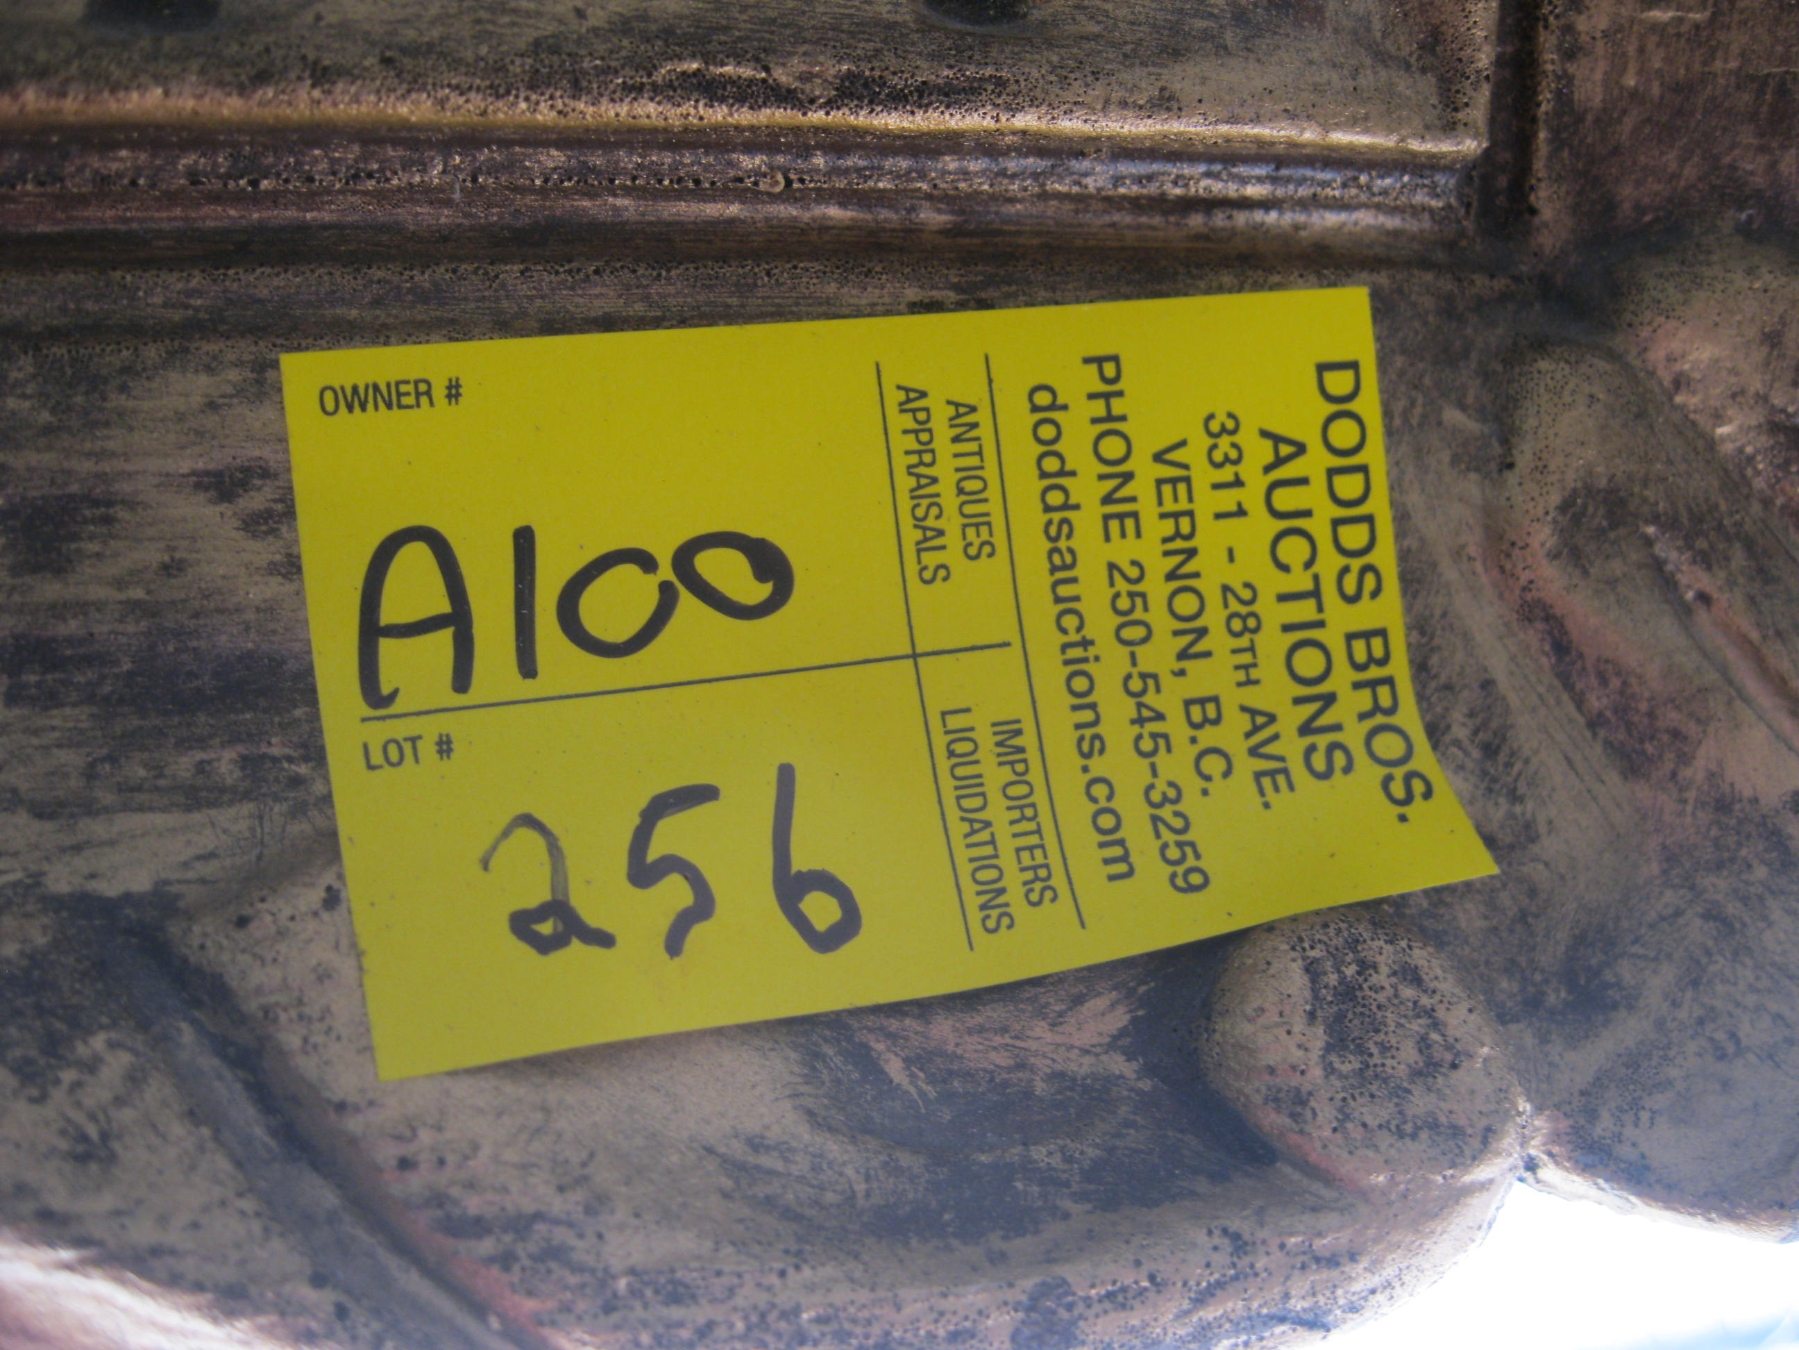 DODDS BROS.
AUCTIONS
3311 - 28TH AVE.
VERNON, B.C.
PHONE 250-545-3259
doddsauctions.com
ANTIQUES
APPRAISALS
IMPORTERS
LIQUIDATIONS
OWNER #
A100
LOT #
256